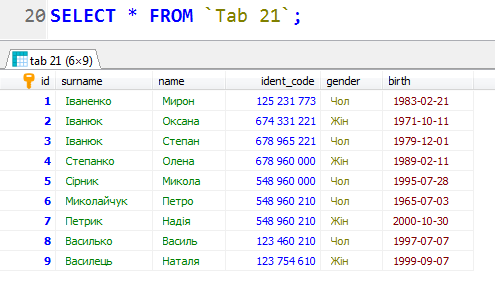 20 SELECT * FROM `Tab 21`;
tab 21 (6×9)
id surname name ident_code gender birth
1 Іваненко Мирон 125 231 773 Чол 1983-02-21
2 Іванюк Оксана 674 331 221 Жін 1971-10-11
3 Іванюк Степан 678 965 221 Чол 1979-12-01
4 Степанко Олена 678 960 000 Жін 1989-02-11
5 Сірник Микола 548 960 000 Чол 1995-07-28
6 Миколайчук Петро 548 960 210 Чол 1965-07-03
7 Петрик Надія 548 960 210 Жін 2000-10-30
8 Василько Василь 123 460 210 Чол 1997-07-07
9 Василець Наталя 123 754 610 Жін 1999-09-07